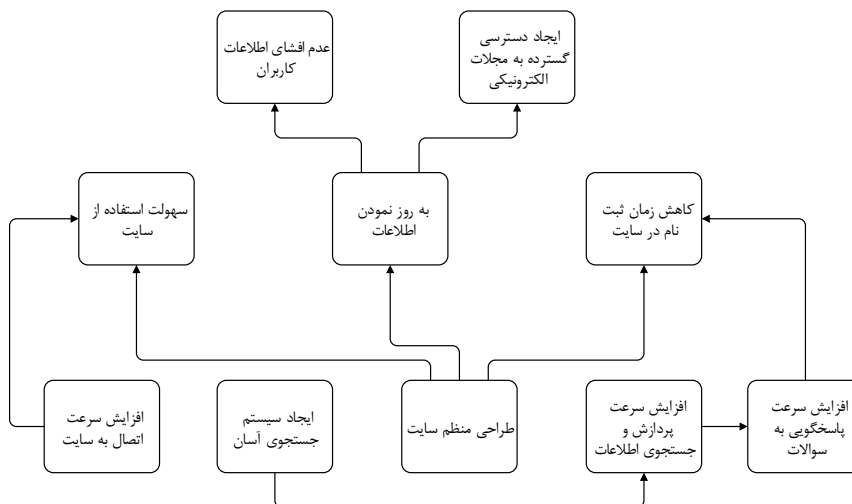 ایجاد دسترسی
گسترده به مجلات
الکترونیکی
عدم افشای اطلاعات
کاربران
کاهش زمان ثبت
نام در سایت
به روز نمودن
اطلاعات
سهولت استفاده از
سایت
افزایش سرعت
پاسخگویی به
سوالات
افزایش سرعت
پردازش و
جستجوی اطلاعات
طراحی منظم سایت
ایجاد سیستم
جستجوی آسان
افزایش سرعت
اتصال به سایت